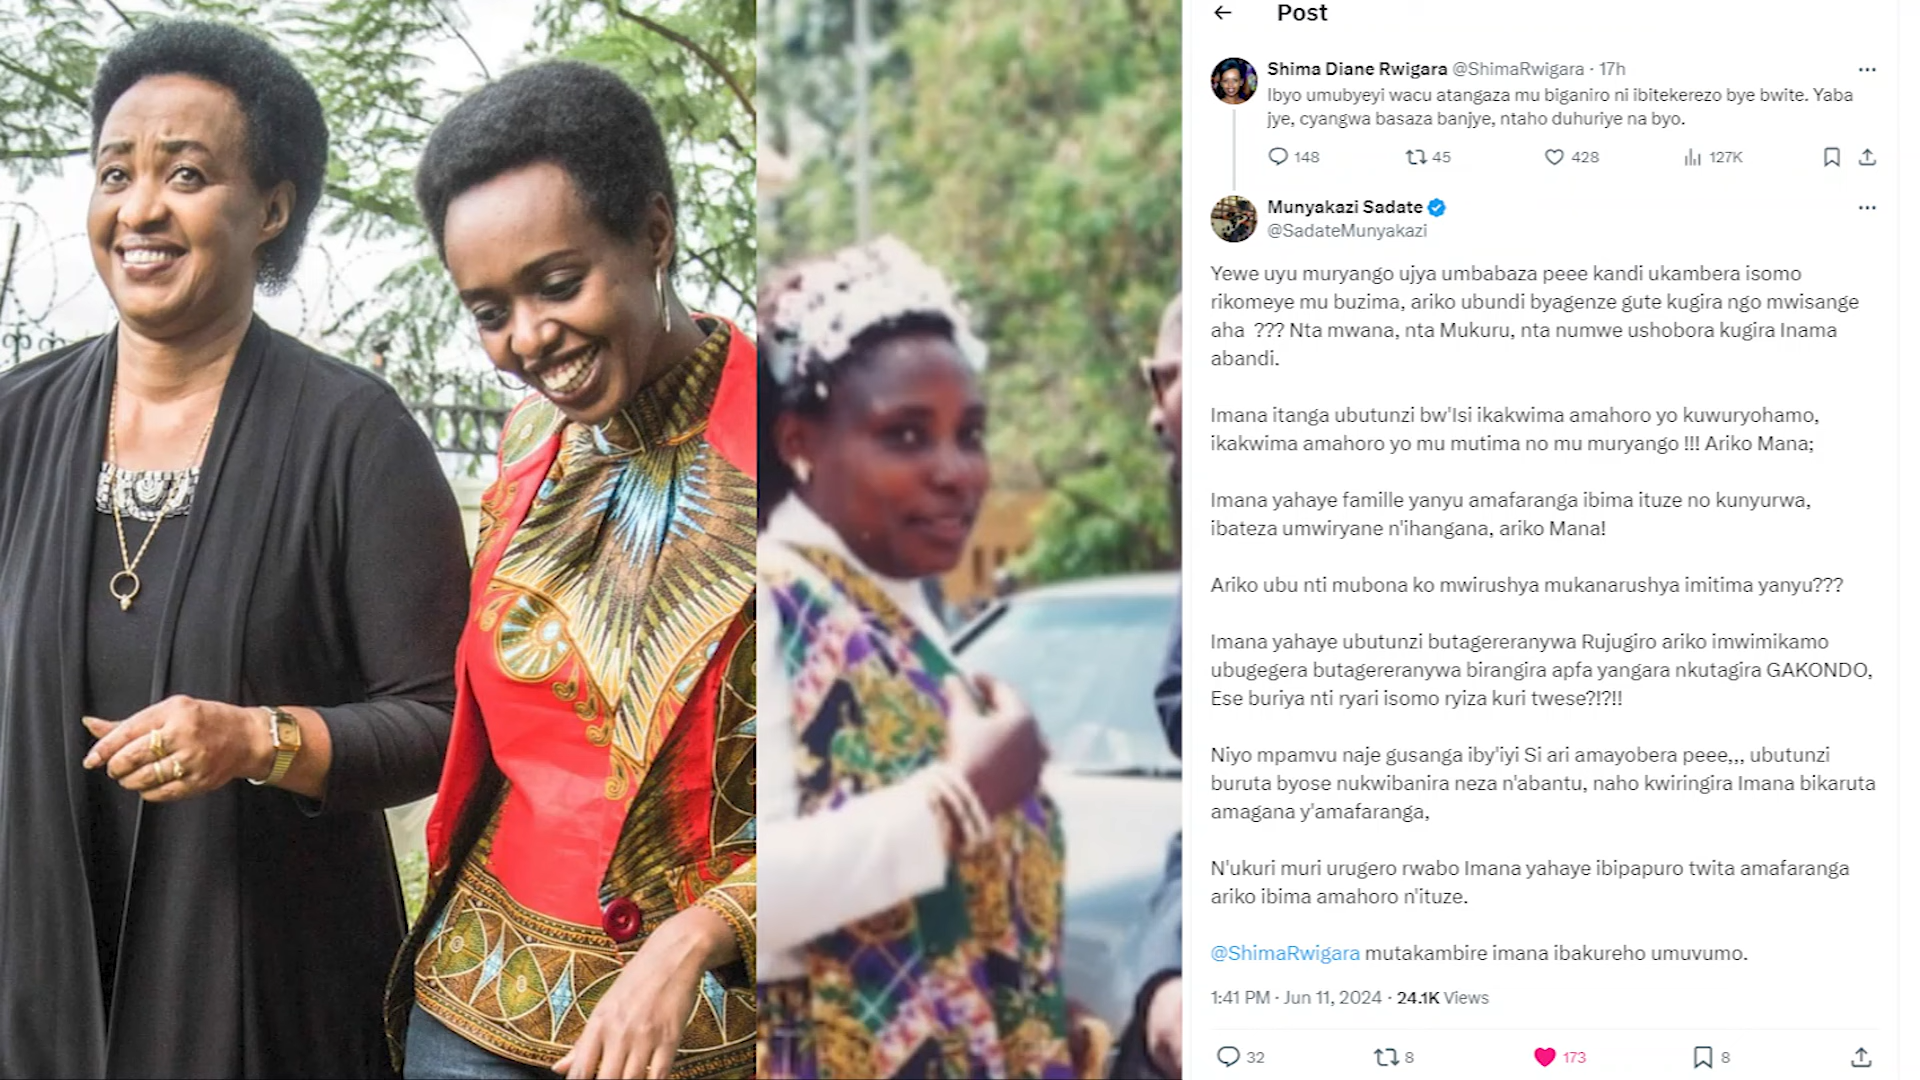 Post
Shima Diane Rwigara @ShimaRwigara · 17h
Ibyo umubyeyi wacu atangaza mu biganiro ni ibitekerezo bye bwite. Yaba
jye, cyangwa basaza banjye, ntaho duhuriye na byo.
148 45 428 127K
Munyakazi Sadate
@SadateMunyakazi
Yewe uyu muryango ujya umbabaza peee kandi ukambera isomo
rikomeye mu buzima, ariko ubundi byagenze gute kugira ngo mwisange
aha ??? Nta mwana, nta Mukuru, nta numwe ushobora kugira Inama
abandi.
Imana itanga ubutunzi bw'Isi ikakwima amahoro yo kuwuryohamo,
ikakwima amahoro yo mu mutima no mu muryango !!! Ariko Mana;
Imana yahaye famille yanyu amafaranga ibima ituze no kunyurwa,
ibateza umwiryane n'ihangana, ariko Mana!
Ariko ubu nti mubona ko mwirushya mukanarushya imitima yanyu???
Imana yahaye ubutunzi butagereranywa Rujugiro ariko imwimikamo
ubugegera butagereranywa birangira apfa yangara nkutagira GAKONDO,
Ese buriya nti ryari isomo ryiza kuri twese?!?!!
Niyo mpamvu naje gusanga iby'iyi Si ari amayobera peee,,, ubutunzi
buruta byose nukwibanira neza n'abantu, naho kwiringira Imana bikaruta
amagana y'amafaranga,
N'ukuri muri urugero rwabo Imana yahaye ibipapuro twita amafaranga
ariko ibima amahoro n'ituze.
@ShimaRwigara mutakambire imana ibakureho umuvumo.
1:41 PM · Jun 11, 2024 · 24.1K Views
32 8 173 8